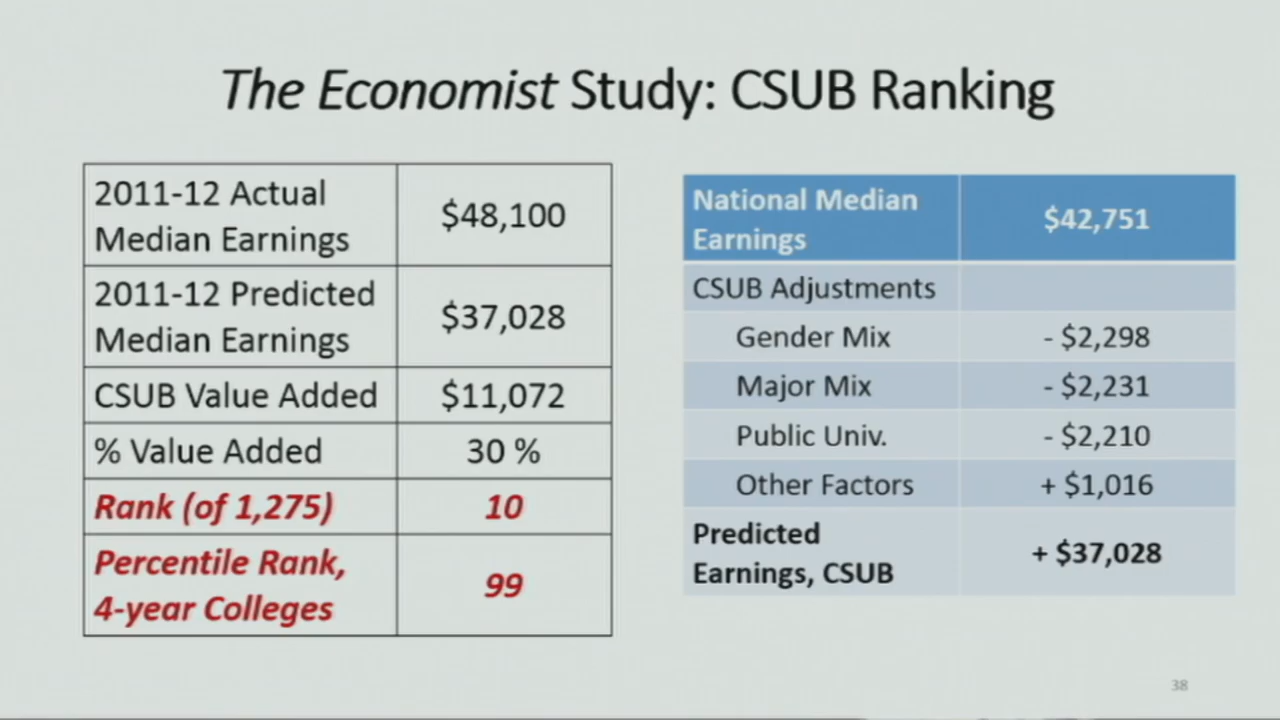 The Economist Study: CSUB Ranking
2011-12 Actual
Median Earnings
$48,100
2011-12 Predicted
Median Earnings
$37,028
CSUB Value Added
$11,072
% Value Added
30 %
Rank (of 1,275)
10
Percentile Rank,
4-year Colleges
99
National Median
Earnings
$42,751
CSUB Adjustments
Gender Mix
- $2,298
Major Mix
- $2,231
Public Univ.
- $2,210
Other Factors
+ $1,016
Predicted
Earnings, CSUB
+ $37,028
38